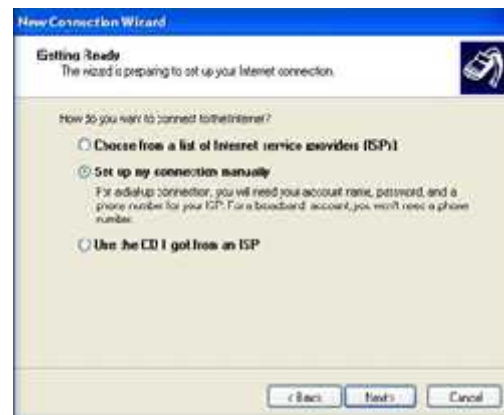 New Connection Wizard
Getting Ready
The wizard is preparing to set up your Internet connection.
How do you want to connect to the Internet?
Choose from a list of Internet service providers (ISPs)
Set up my connection manually
For a dial-up connection, you will need your account name, password, and a
phone number for your ISP. For a broadband account, you won't need a phone
number.
Use the CD I got from an ISP
< Back
Next >
Cancel